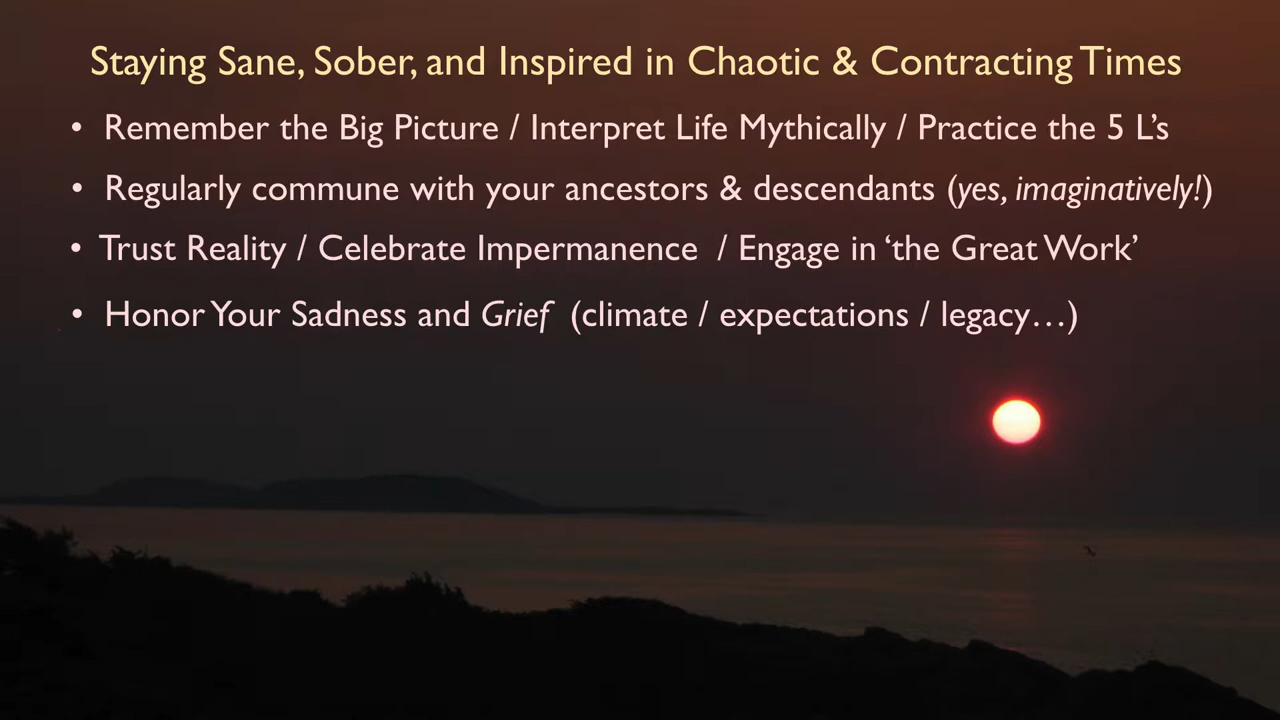 Staying Sane, Sober, and Inspired in Chaotic & Contracting Times
• Remember the Big Picture / Interpret Life Mythically / Practice the 5 L’s
• Regularly commune with your ancestors & descendants (yes, imaginatively!)
• Trust Reality / Celebrate Impermanence / Engage in ‘the Great Work’
• Honor Your Sadness and Grief (climate / expectations / legacy…)